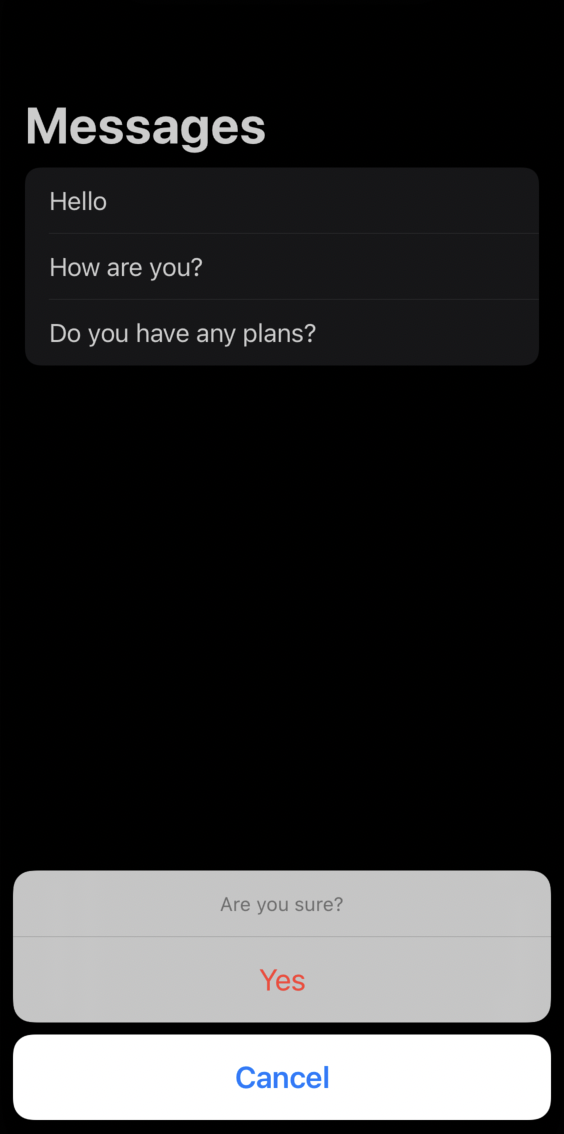 Messages
Hello
How are you?
Do you have any plans?
Are you sure?
Yes
Cancel